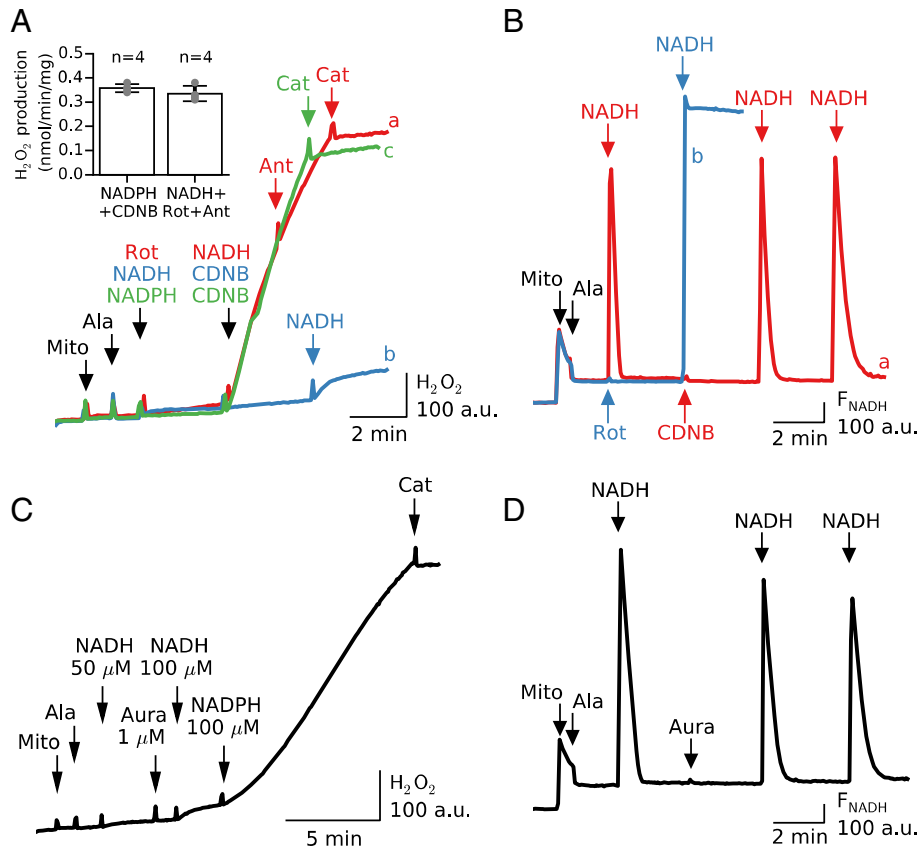 A
0.5
0.4
0.3
0.2
0.1
0.0
H₂O₂ production
(nmol/min/mg)
n=4
n=4
NADPH
+CDNB
NADH+
Rot+Ant
Cat
Cat
a
c
Ant
Rot
NADH
NADPH
NADH
CDNB
CDNB
Ala
Mito
NADH
b
H₂O₂
100 a.u.
2 min
B
NADH
NADH
NADH
NADH
b
Mito
Ala
a
Rot
CDNB
F_NADH
100 a.u.
2 min
C
Cat
NADH
50 μM
NADH
100 μM
Ala
Mito
Aura
1 μM
NADPH
100 μM
H₂O₂
100 a.u.
5 min
D
NADH
NADH
NADH
Mito
Ala
Aura
F_NADH
100 a.u.
2 min